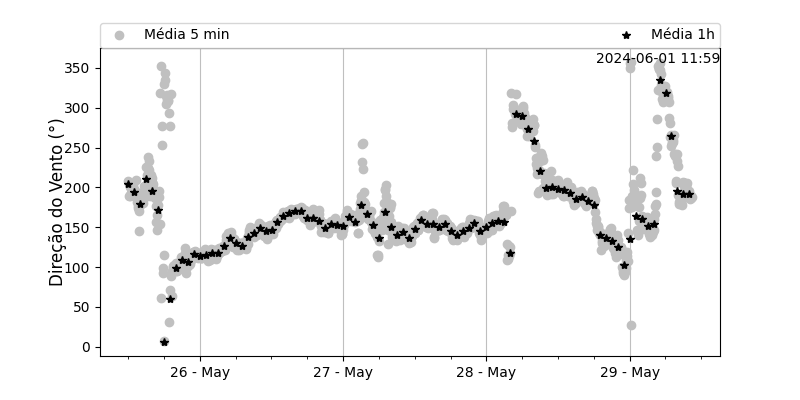 Média 5 min
Média 1h
2024-06-01 11:59
Direção do Vento (°)
350
300
250
200
150
100
50
0
26 - May
27 - May
28 - May
29 - May